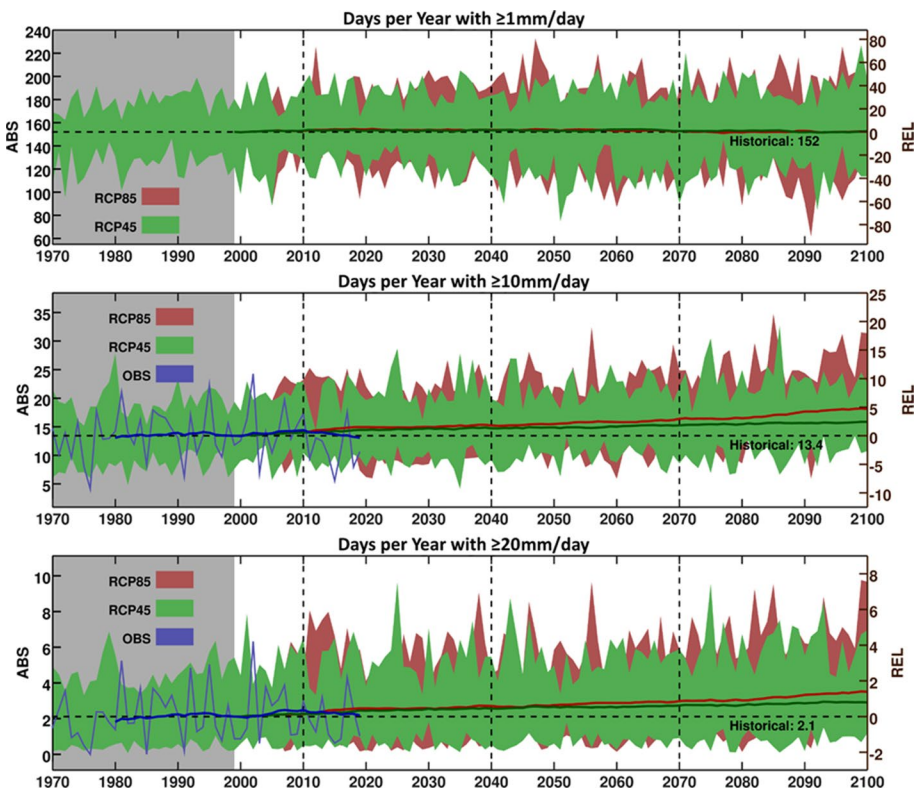 Days per Year with ≥1mm/day
240
220
200
180
160
140
120
100
80
60
ABS
80
60
40
20
0
-20
-40
-60
-80
REL
Historical: 152
RCP85
RCP45
1970 1980 1990 2000 2010 2020 2030 2040 2050 2060 2070 2080 2090 2100
Days per Year with ≥10mm/day
35
30
25
20
15
10
5
ABS
25
20
15
10
5
0
-5
-10
REL
RCP85
RCP45
OBS
Historical: 13.4
1970 1980 1990 2000 2010 2020 2030 2040 2050 2060 2070 2080 2090 2100
Days per Year with ≥20mm/day
10
8
6
4
2
0
ABS
8
6
4
2
0
-2
REL
RCP85
RCP45
OBS
Historical: 2.1
1970 1980 1990 2000 2010 2020 2030 2040 2050 2060 2070 2080 2090 2100